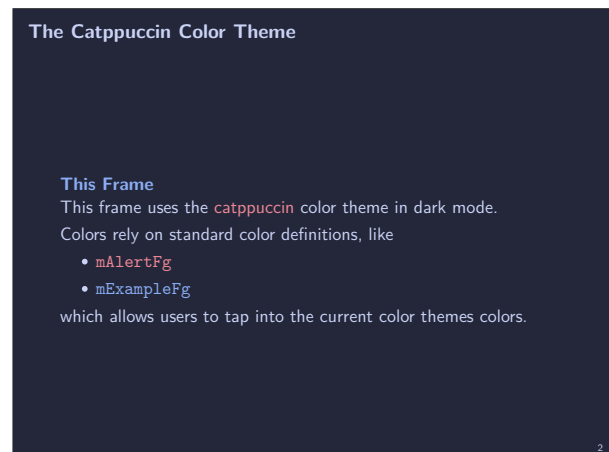 The Catppuccin Color Theme
This Frame
This frame uses the catppuccin color theme in dark mode.
Colors rely on standard color definitions, like
• mAlertFg
• mExampleFg
which allows users to tap into the current color themes colors.
2